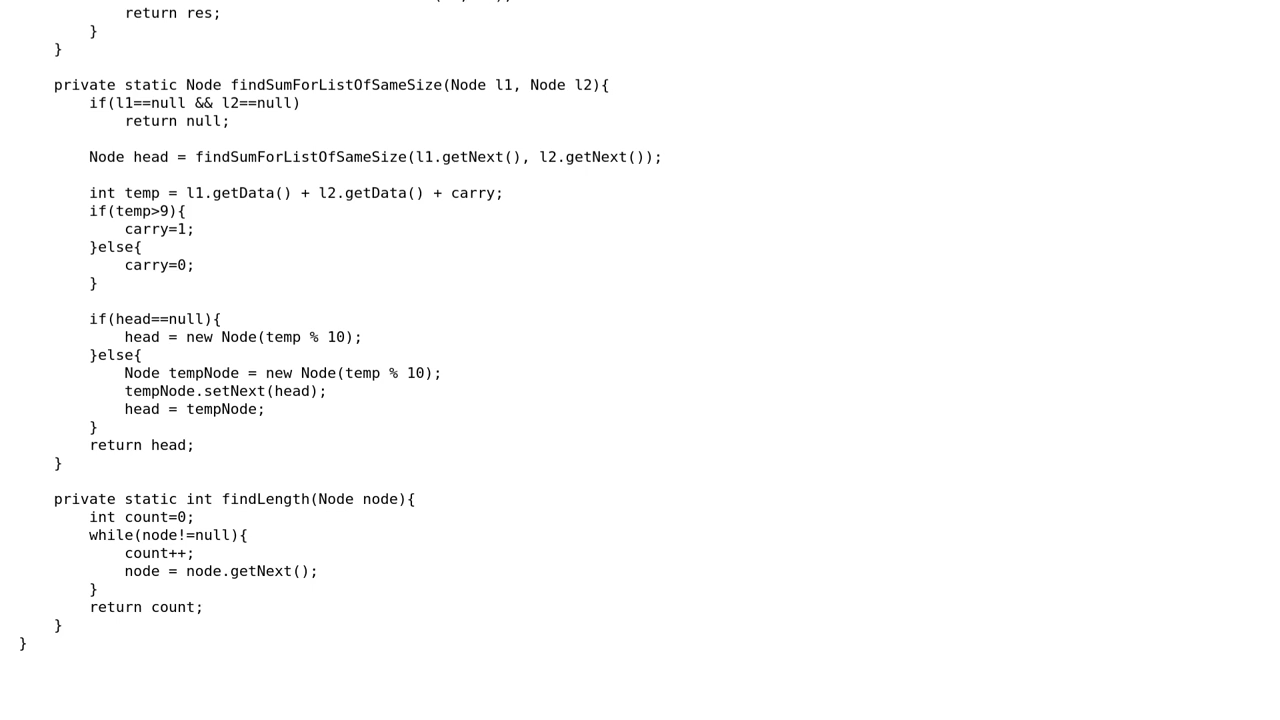 return res;
        }
    }

    private static Node findSumForListOfSameSize(Node l1, Node l2){
        if(l1==null && l2==null)
            return null;

        Node head = findSumForListOfSameSize(l1.getNext(), l2.getNext());

        int temp = l1.getData() + l2.getData() + carry;
        if(temp>9){
            carry=1;
        }else{
            carry=0;
        }

        if(head==null){
            head = new Node(temp % 10);
        }else{
            Node tempNode = new Node(temp % 10);
            tempNode.setNext(head);
            head = tempNode;
        }
        return head;
    }

    private static int findLength(Node node){
        int count=0;
        while(node!=null){
            count++;
            node = node.getNext();
        }
        return count;
    }
}